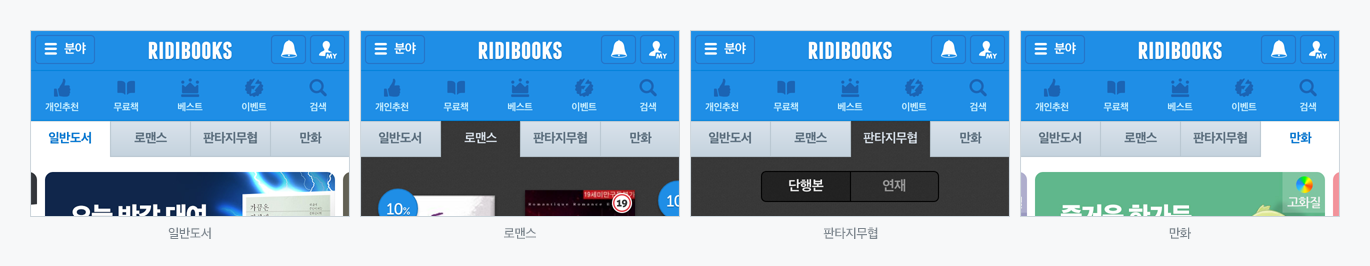 분야 RIDIBOOKS MY
개인추천 무료책 베스트 이벤트 검색
일반도서 로맨스 판타지무협 만화
오늘 반값 대여
일반도서
분야 RIDIBOOKS MY
개인추천 무료책 베스트 이벤트 검색
일반도서 로맨스 판타지무협 만화
10%
19
10
로맨스
분야 RIDIBOOKS MY
개인추천 무료책 베스트 이벤트 검색
일반도서 로맨스 판타지무협 만화
단행본 연재
판타지무협
분야 RIDIBOOKS MY
개인추천 무료책 베스트 이벤트 검색
일반도서 로맨스 판타지무협 만화
고화질
만화